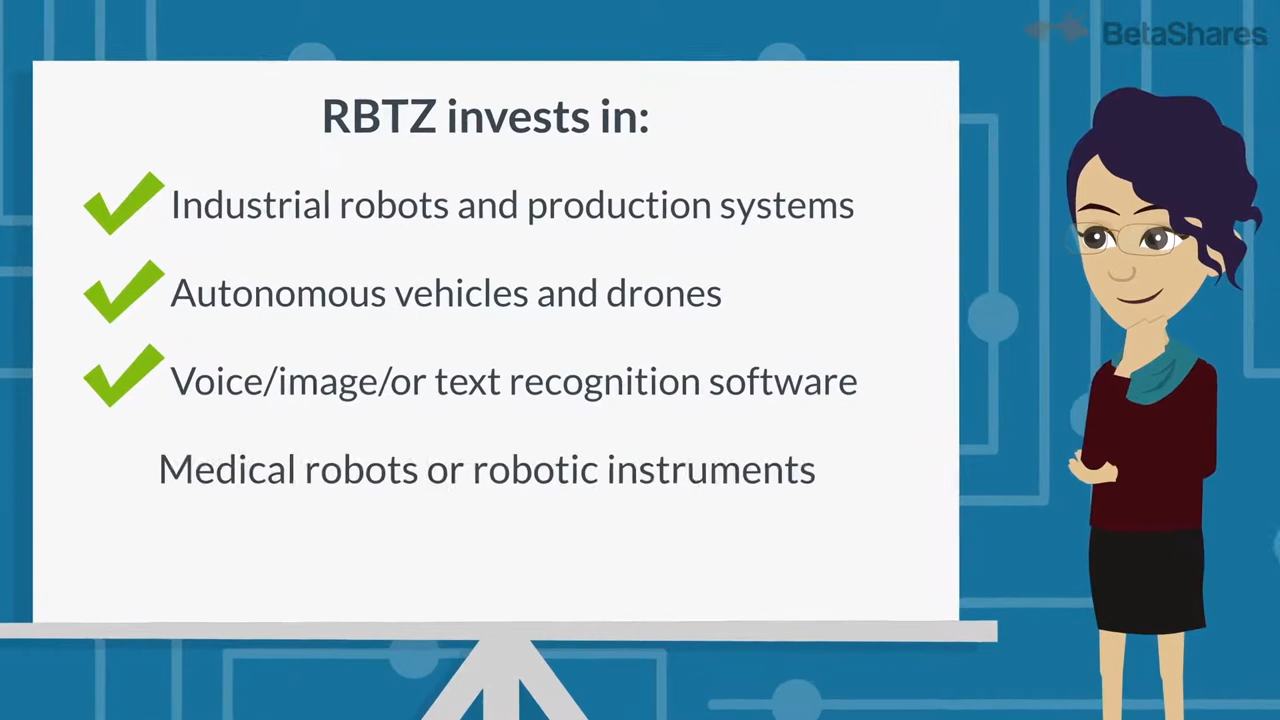 BetaShares
RBTZ invests in:
Industrial robots and production systems
Autonomous vehicles and drones
Voice/image/or text recognition software
Medical robots or robotic instruments